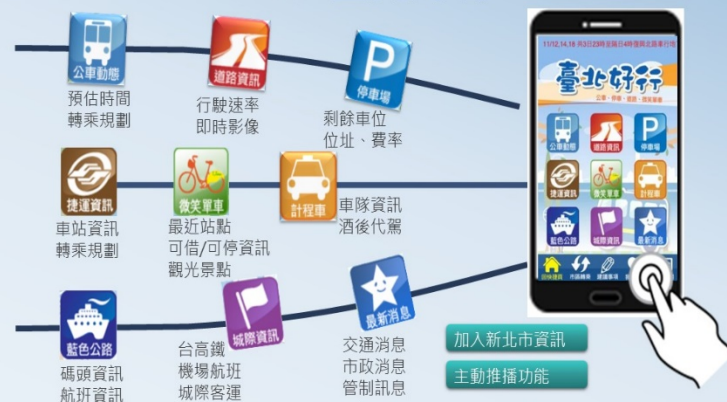 公車動態
預估時間
轉乘規劃
道路資訊
行駛速率
即時影像
P
停車場
剩餘車位
位址、費率
捷運資訊
車站資訊
轉乘規劃
微笑單車
最近站點
可借/可停資訊
觀光景點
計程車
車隊資訊
酒後代駕
藍色公路
碼頭資訊
航班資訊
城際資訊
台高鐵
機場航班
城際客運
最新消息
交通消息
市政消息
管制訊息
加入新北市資訊
主動推播功能
臺北好行
公車動態
道路資訊
P
停車場
捷運資訊
微笑單車
計程車
藍色公路
城際資訊
最新消息